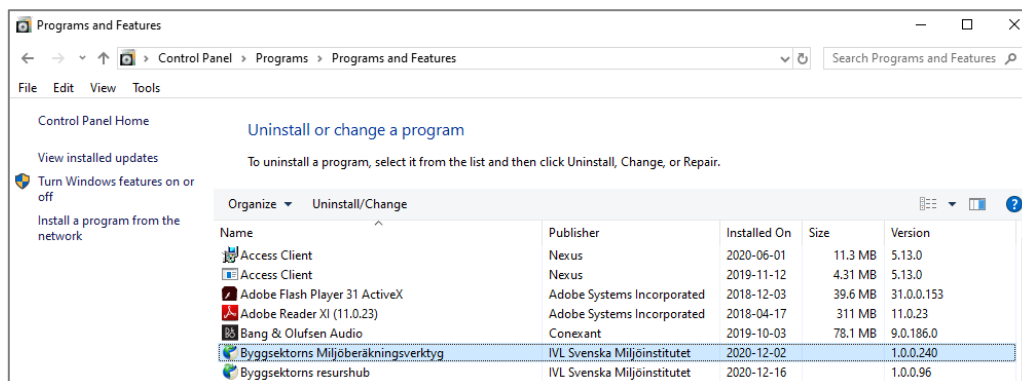 Programs and Features
Control Panel > Programs > Programs and Features
Search Programs and Features
File Edit View Tools
Control Panel Home
Uninstall or change a program
View installed updates
To uninstall a program, select it from the list and then click Uninstall, Change, or Repair.
Turn Windows features on or
off
Install a program from the
network
Organize Uninstall/Change
Name Publisher Installed On Size Version
Access Client Nexus 2020-06-01 11.3 MB 5.13.0
Access Client Nexus 2019-11-12 4.31 MB 5.13.0
Adobe Flash Player 31 ActiveX Adobe Systems Incorporated 2018-12-03 39.6 MB 31.0.0.153
Adobe Reader XI (11.0.23) Adobe Systems Incorporated 2018-04-17 311 MB 11.0.23
Bang & Olufsen Audio Conexant 2019-10-03 78.1 MB 9.0.186.0
Byggsektorns Miljöberäkningsverktyg IVL Svenska Miljöinstitutet 2020-12-02 1.0.0.240
Byggsektorns resurshub IVL Svenska Miljöinstitutet 2020-12-16 1.0.0.96